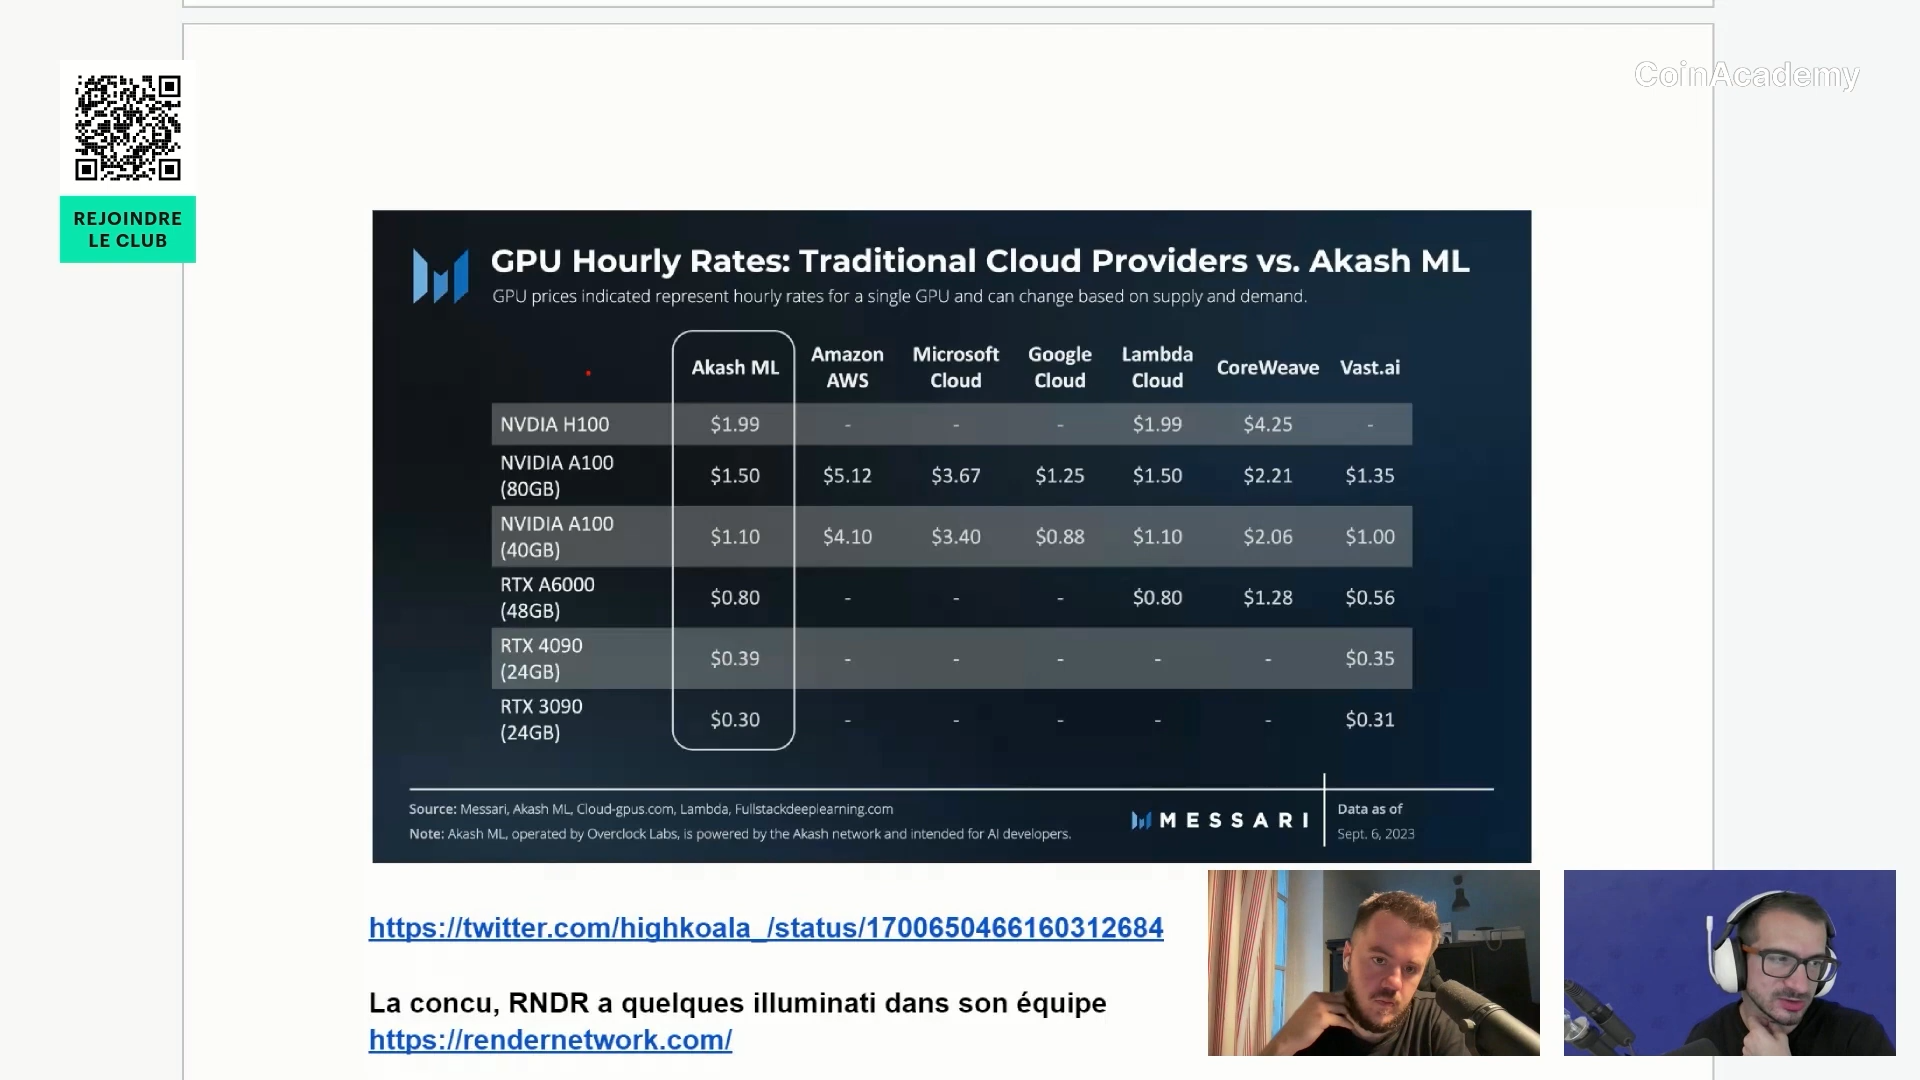 CoinAcademy
REJOINDRE
LE CLUB
GPU Hourly Rates: Traditional Cloud Providers vs. Akash ML
GPU prices indicated represent hourly rates for a single GPU and can change based on supply and demand.
Akash ML Amazon AWS Microsoft Cloud Google Cloud Lambda Cloud CoreWeave Vast.ai
NVDIA H100 $1.99 - - - $1.99 $4.25 -
NVIDIA A100 (80GB) $1.50 $5.12 $3.67 $1.25 $1.50 $2.21 $1.35
NVIDIA A100 (40GB) $1.10 $4.10 $3.40 $0.88 $1.10 $2.06 $1.00
RTX A6000 (48GB) $0.80 - - - $0.80 $1.28 $0.56
RTX 4090 (24GB) $0.39 - - - - - $0.35
RTX 3090 (24GB) $0.30 - - - - - $0.31
Source: Messari, Akash ML, Cloud-gpus.com, Lambda, Fullstackdeeplearning.com
Note: Akash ML, operated by Overclock Labs, is powered by the Akash network and intended for AI developers.
MESSARI
Data as of
Sept. 6, 2023
https://twitter.com/highkoala_/status/1700650466160312684
La concu, RNDR a quelques illuminati dans son équipe
https://rendernetwork.com/